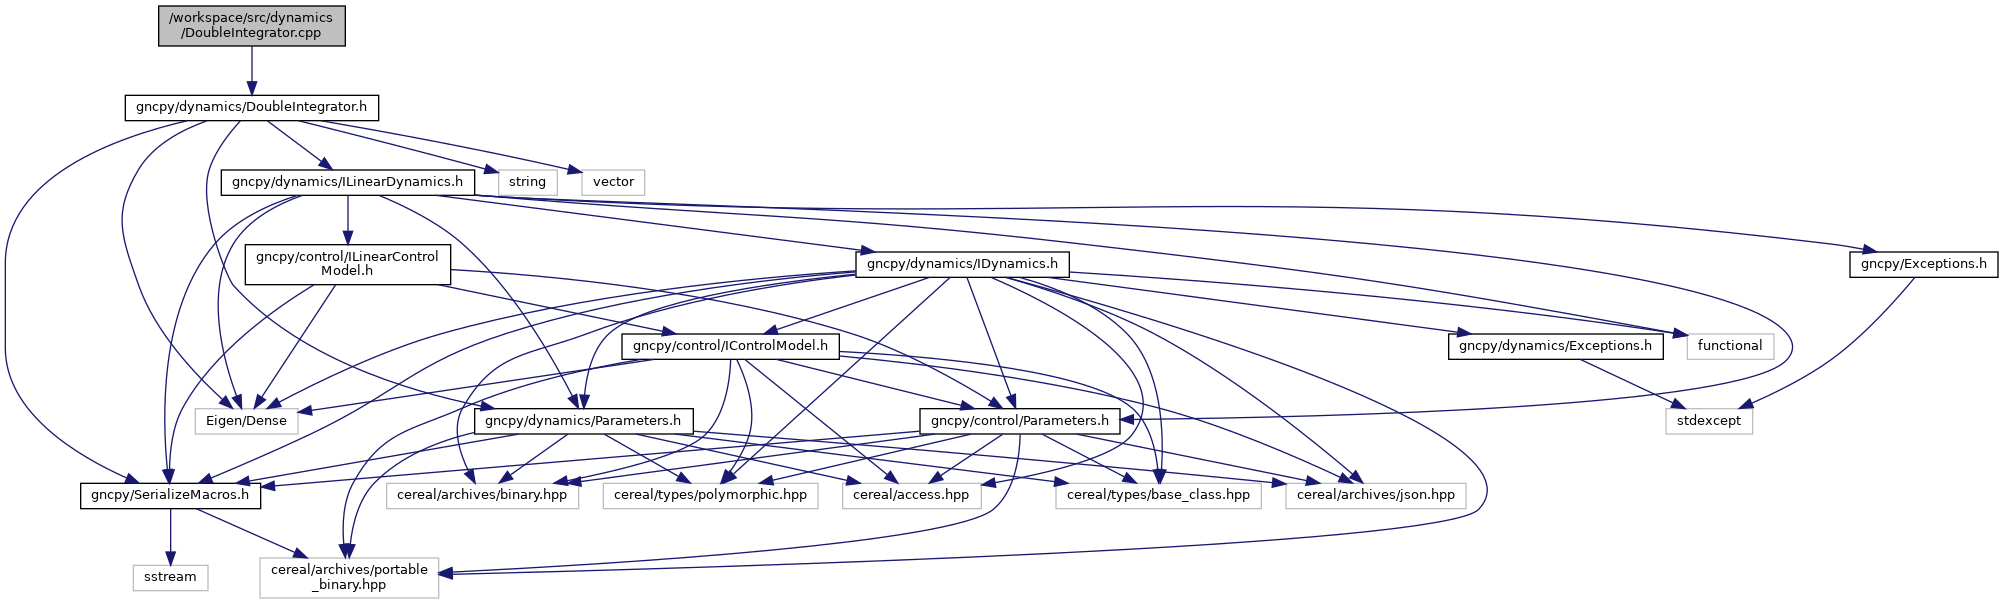 /workspace/src/dynamics
/DoubleIntegrator.cpp
gncpy/dynamics/DoubleIntegrator.h
gncpy/dynamics/ILinearDynamics.h
string
vector
gncpy/control/ILinearControl
Model.h
gncpy/dynamics/IDynamics.h
gncpy/Exceptions.h
gncpy/control/IControlModel.h
gncpy/dynamics/Exceptions.h
functional
Eigen/Dense
gncpy/dynamics/Parameters.h
gncpy/control/Parameters.h
stdexcept
gncpy/SerializeMacros.h
cereal/archives/binary.hpp
cereal/types/polymorphic.hpp
cereal/access.hpp
cereal/types/base_class.hpp
cereal/archives/json.hpp
sstream
cereal/archives/portable
_binary.hpp